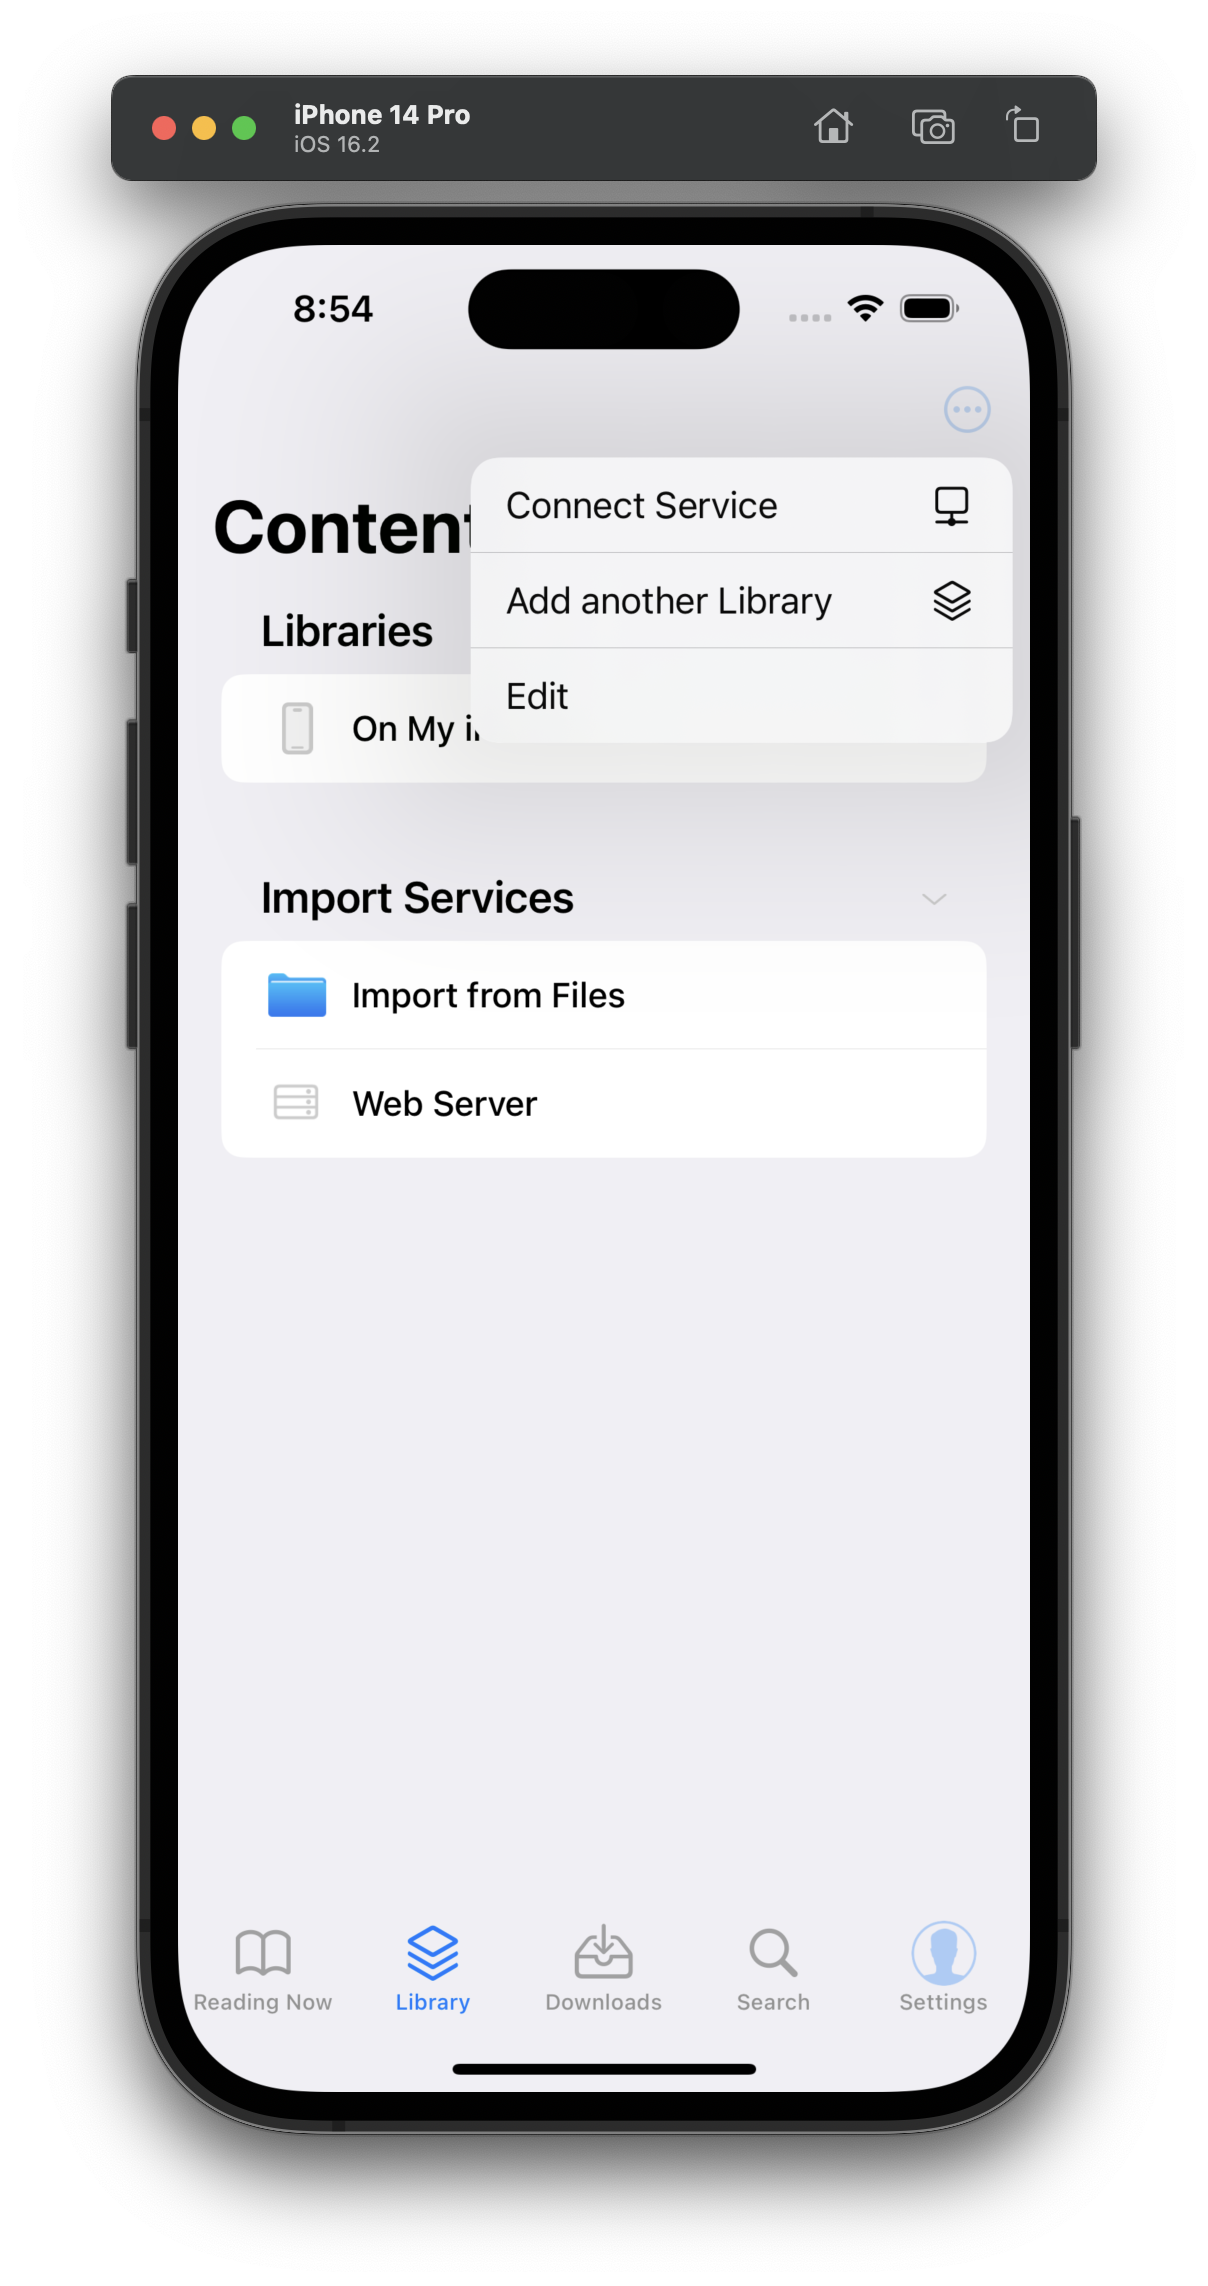 iPhone 14 Pro
iOS 16.2
8:54
Connect Service
Content
Add another Library
Libraries
Edit
On My
Import Services
Import from Files
Web Server
Reading Now
Library
Downloads
Search
Settings